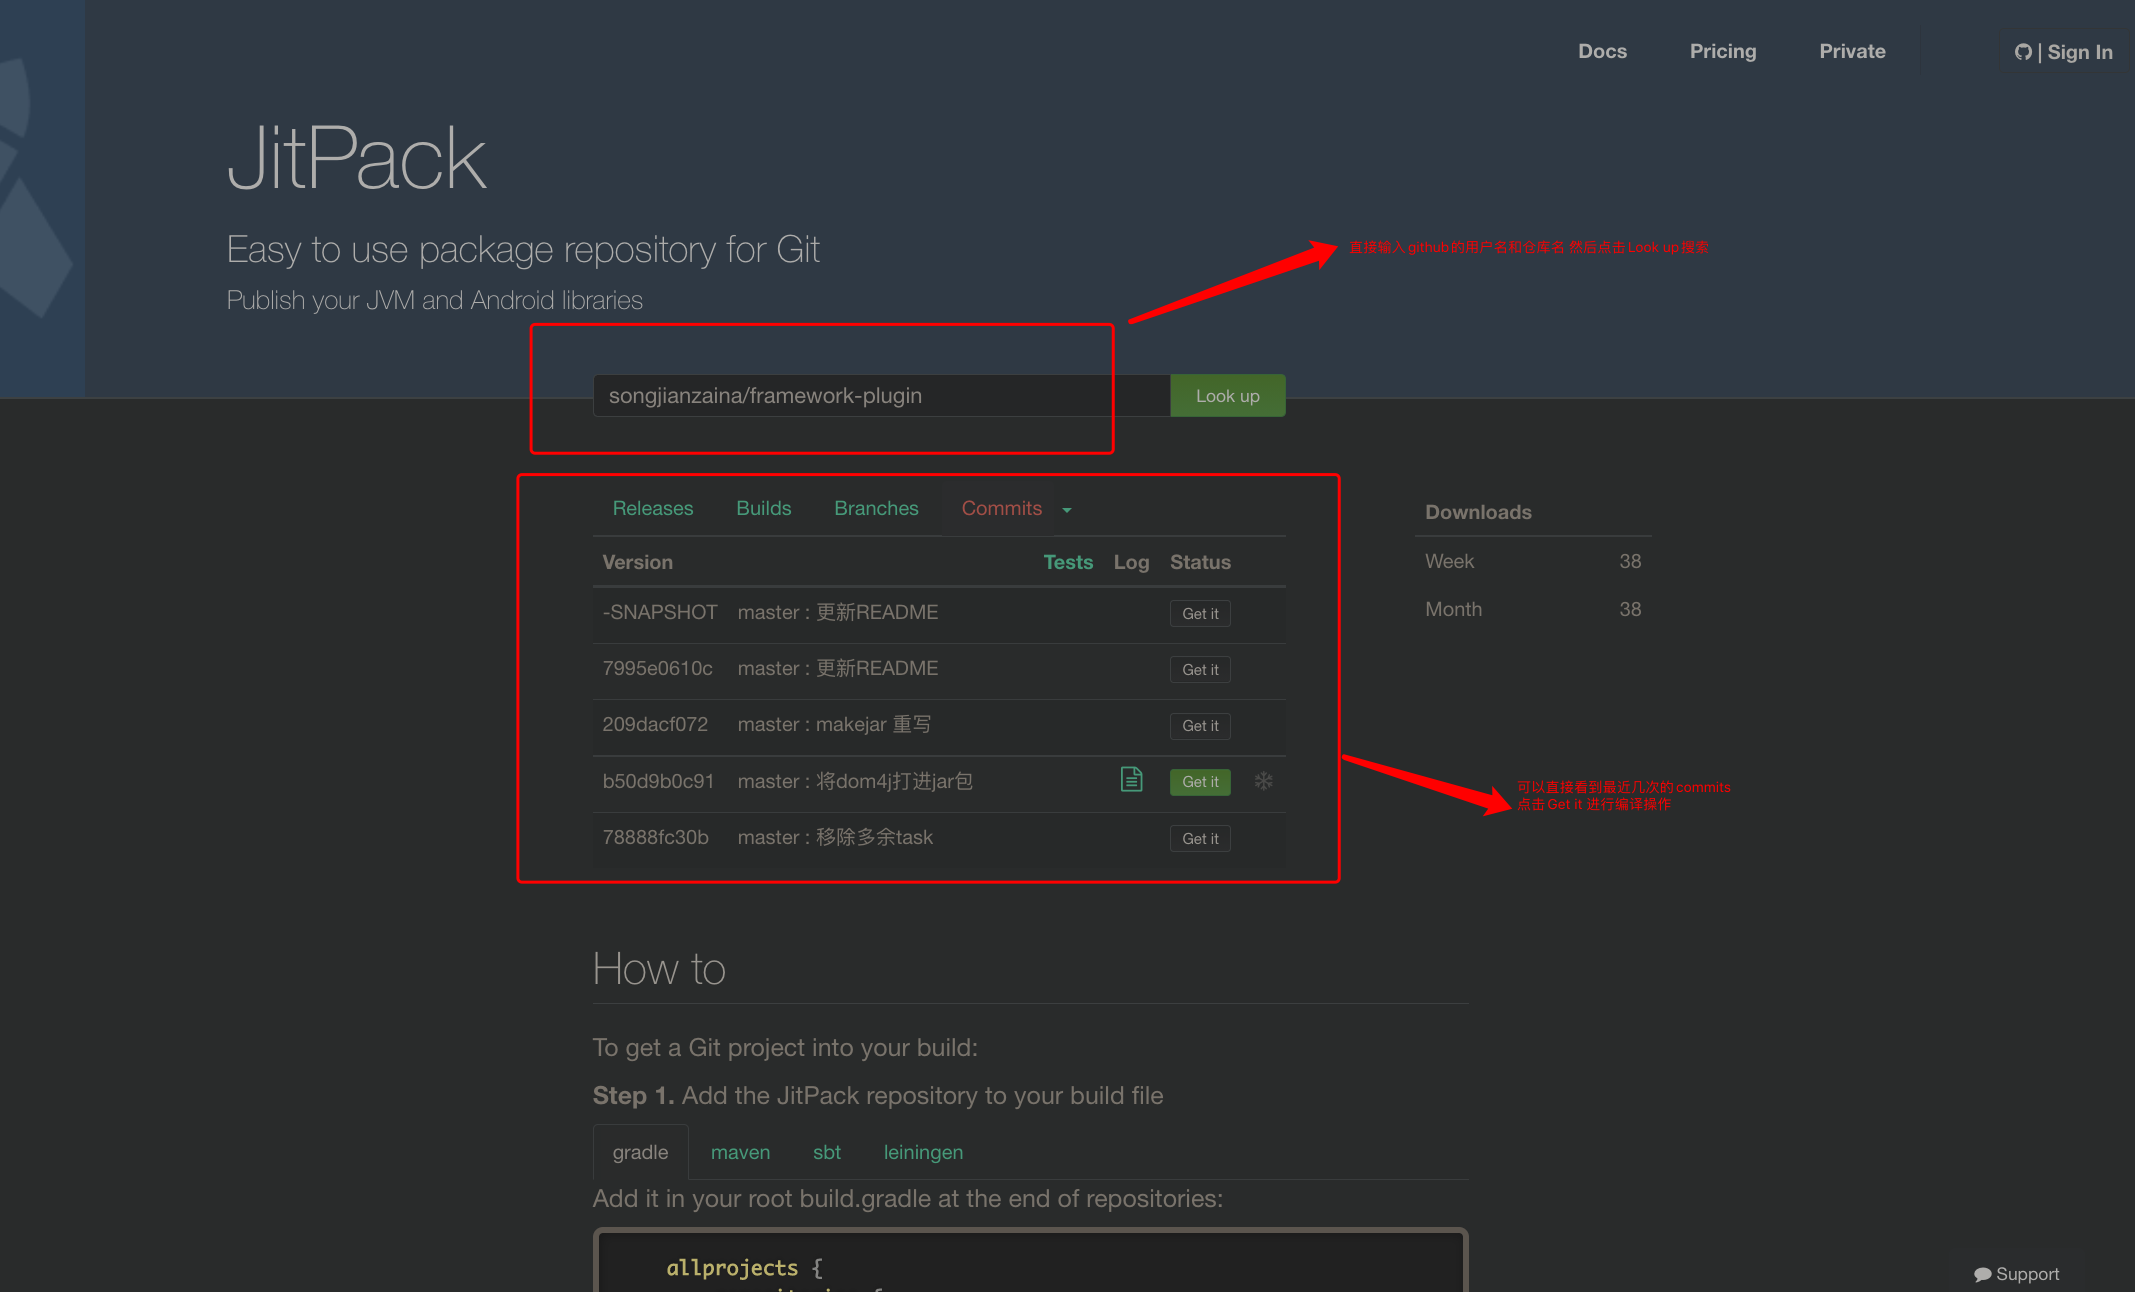 Docs Pricing Private | Sign In
JitPack
Easy to use package repository for Git
直接输入github的用户名和仓库名 然后点击Look up搜索
Publish your JVM and Android libraries
songjianzaina/framework-plugin Look up
Releases Builds Branches Commits
Downloads
Version Tests Log Status
Week 38
-SNAPSHOT master : 更新README Get it
Month 38
7995e0610c master : 更新README Get it
209dacf072 master : makejar 重写 Get it
b50d9b0c91 master : 将dom4j打进jar包 Get it
可以直接看到最近几次的commits
点击Get it 进行编译操作
78888fc30b master : 移除多余task Get it
How to
To get a Git project into your build:
Step 1. Add the JitPack repository to your build file
gradle maven sbt leiningen
Add it in your root build.gradle at the end of repositories:
allprojects {
Support